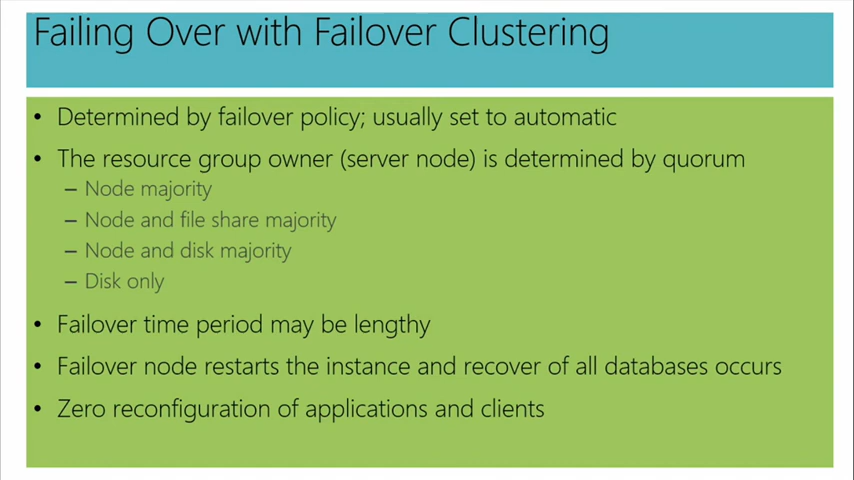 Failing Over with Failover Clustering
• Determined by failover policy; usually set to automatic
• The resource group owner (server node) is determined by quorum
– Node majority
– Node and file share majority
– Node and disk majority
– Disk only
• Failover time period may be lengthy
• Failover node restarts the instance and recover of all databases occurs
• Zero reconfiguration of applications and clients